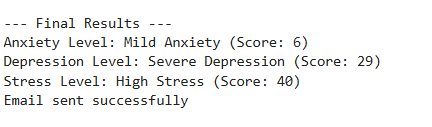 --- Final Results ---
Anxiety Level: Mild Anxiety (Score: 6)
Depression Level: Severe Depression (Score: 29)
Stress Level: High Stress (Score: 40)
Email sent successfully